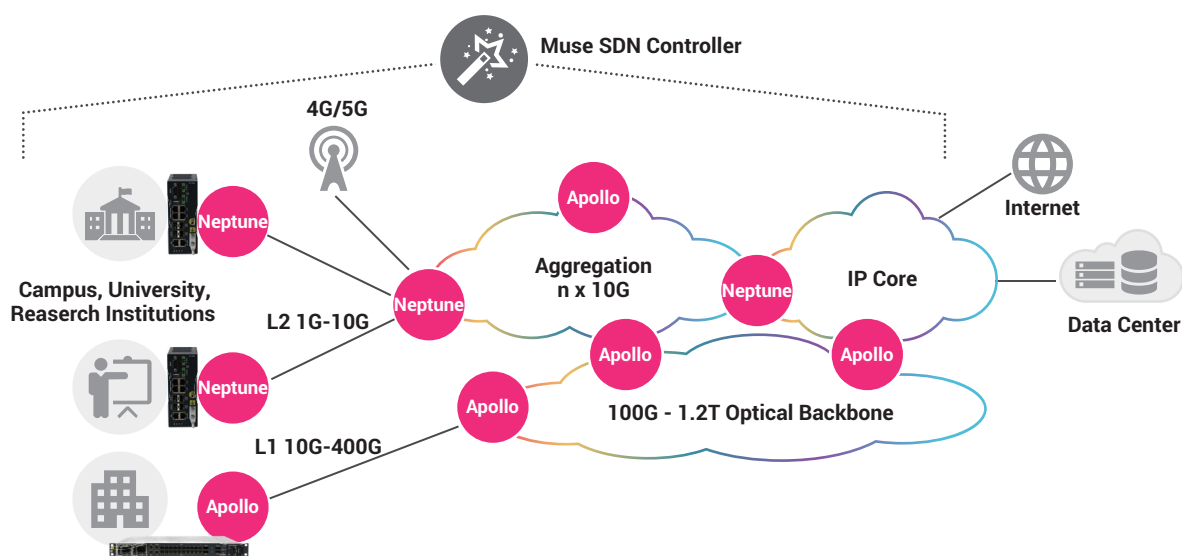 Muse SDN Controller
4G/5G
Apollo
Neptune
Internet
Aggregation
n x 10G
Neptune
IP Core
Neptune
Campus, University,
Reaserch Institutions
L2 1G-10G
Data Center
Neptune
Apollo
Apollo
Apollo
100G - 1.2T Optical Backbone
L1 10G-400G
Apollo